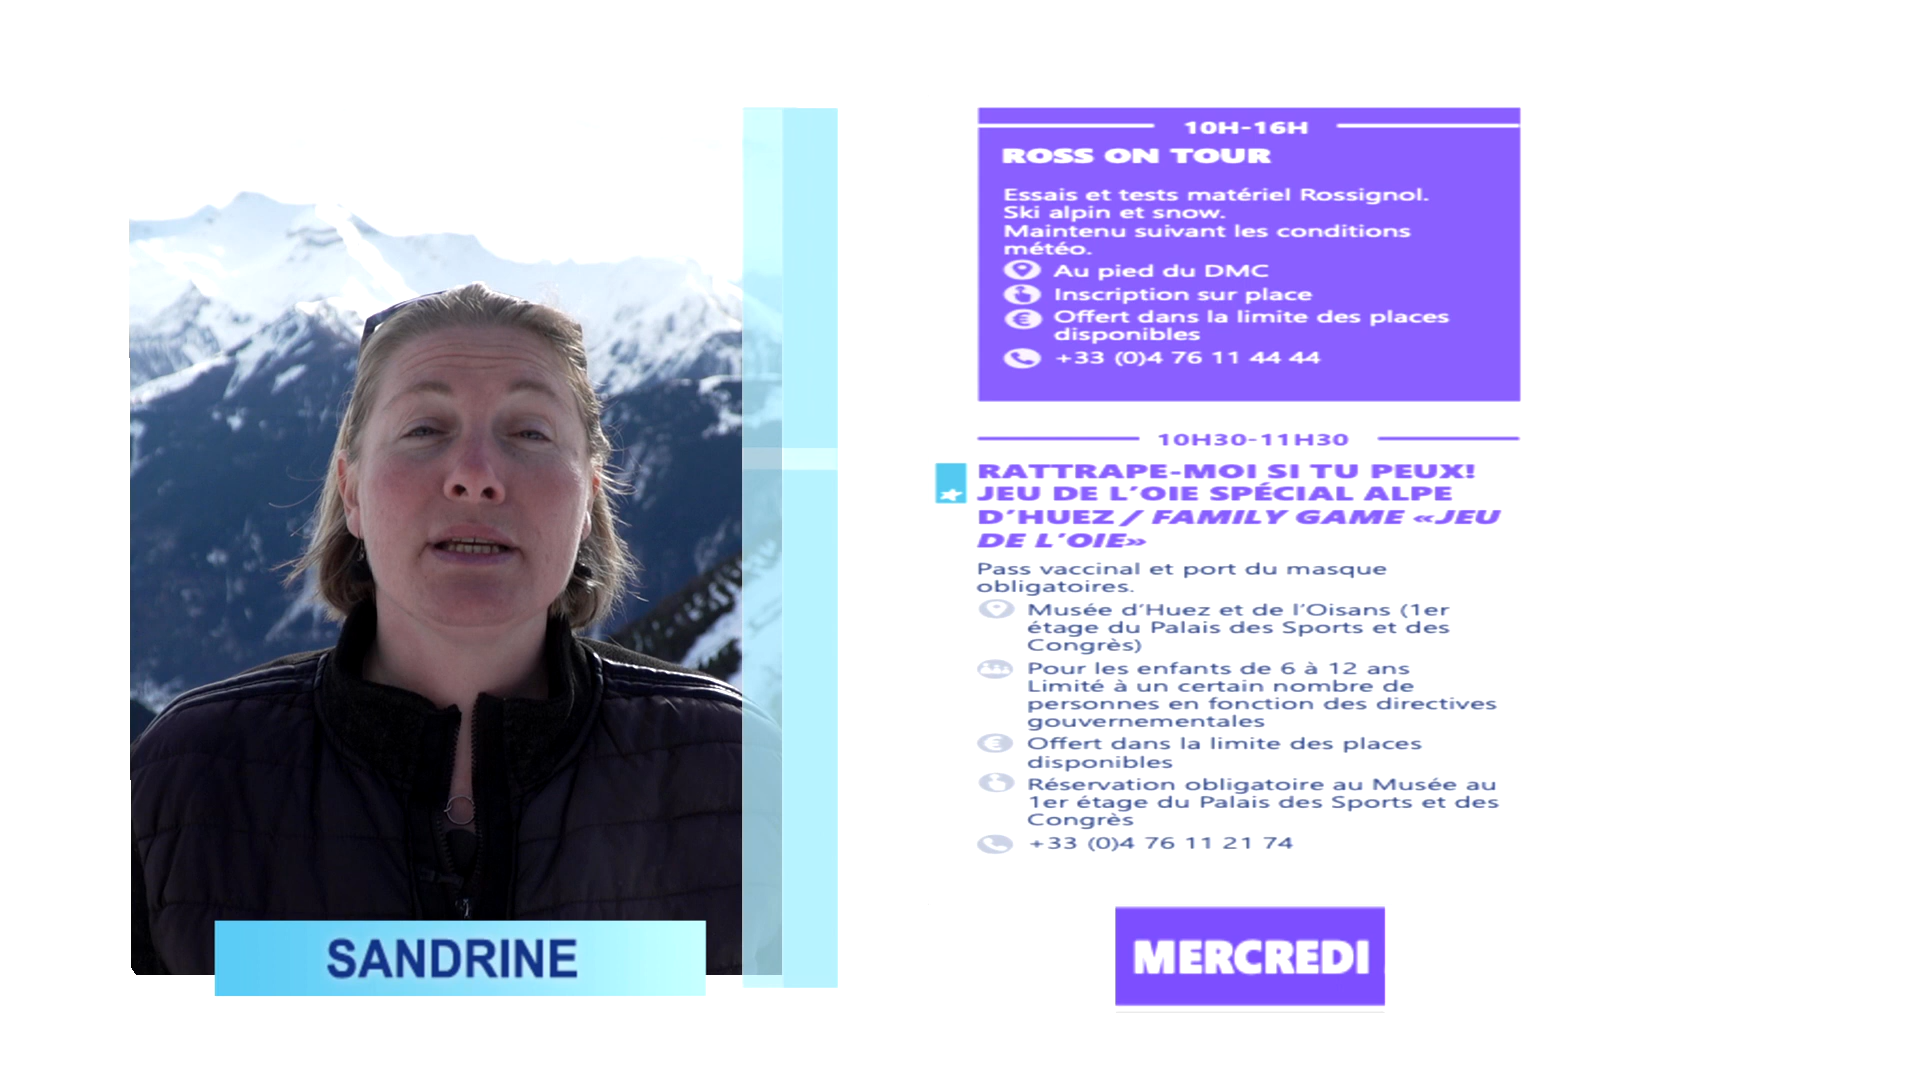 SANDRINE
10H-16H
ROSS ON TOUR
Essais et tests matériel Rossignol.
Ski alpin et snow.
Maintenu suivant les conditions
météo.
Au pied du DMC
Inscription sur place
Offert dans la limite des places
disponibles
+33 (0)4 76 11 44 44
10H30-11H30
RATTRAPE-MOI SI TU PEUX!
JEU DE L'OIE SPÉCIAL ALPE
D'HUEZ / FAMILY GAME «JEU
DE L'OIE»
Pass vaccinal et port du masque
obligatoires.
Musée d'Huez et de l'Oisans (1er
étage du Palais des Sports et des
Congrès)
Pour les enfants de 6 à 12 ans
Limité à un certain nombre de
personnes en fonction des directives
gouvernementales
Offert dans la limite des places
disponibles
Réservation obligatoire au Musée au
1er étage du Palais des Sports et des
Congrès
+33 (0)4 76 11 21 74
MERCREDI